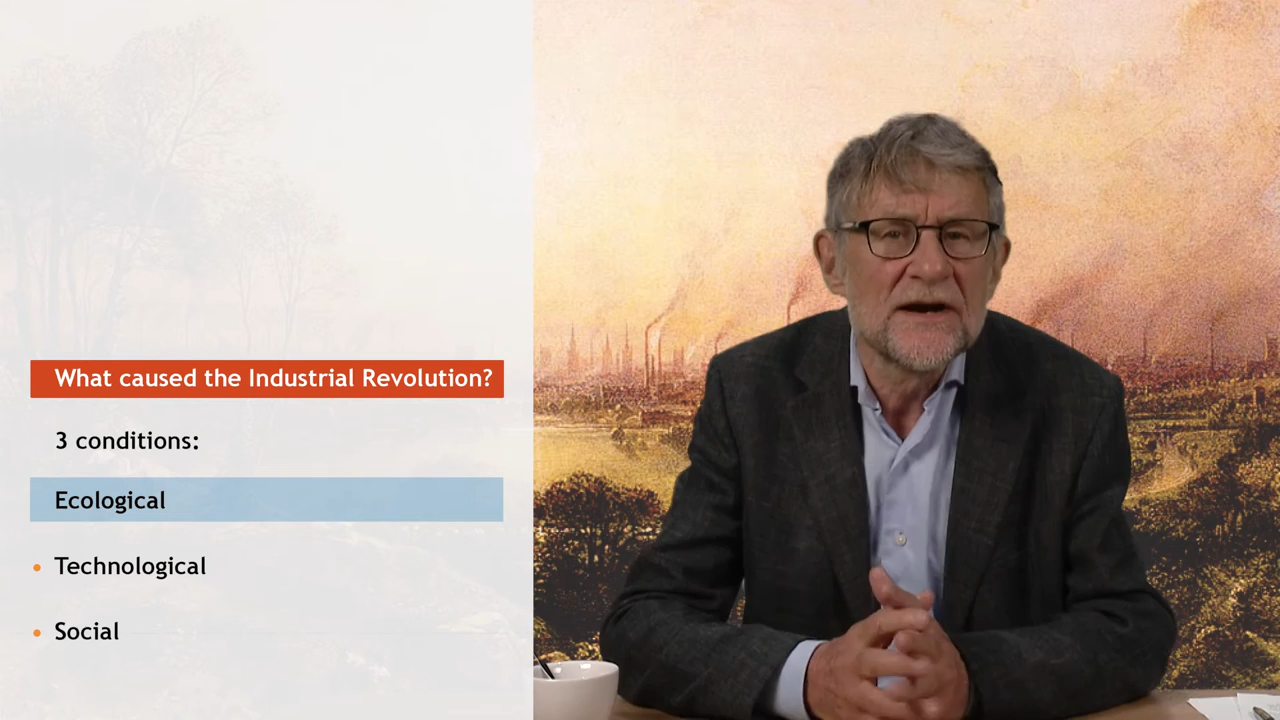 What caused the Industrial Revolution?
3 conditions:
Ecological
• Technological
• Social